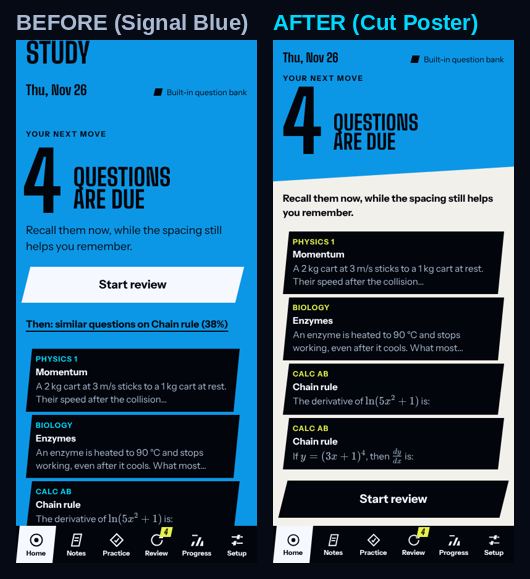 BEFORE (Signal Blue)
STUDY
Thu, Nov 26
Built-in question bank
YOUR NEXT MOVE
4 QUESTIONS
ARE DUE
Recall them now, while the spacing still
helps you remember.
Start review
Then: similar questions on Chain rule (38%)
PHYSICS 1
Momentum
A 2 kg cart at 3 m/s sticks to a 1 kg cart at rest.
Their speed after the collision...
BIOLOGY
Enzymes
An enzyme is heated to 90 °C and stops
working, even after it cools. What most...
CALC AB
Chain rule
The derivative of ln(5x² + 1) is:
4
Home Notes Practice Review Progress Setup
AFTER (Cut Poster)
Thu, Nov 26
Built-in question bank
YOUR NEXT MOVE
4 QUESTIONS
ARE DUE
Recall them now, while the spacing still helps
you remember.
PHYSICS 1
Momentum
A 2 kg cart at 3 m/s sticks to a 1 kg cart at rest.
Their speed after the collision...
BIOLOGY
Enzymes
An enzyme is heated to 90 °C and stops
working, even after it cools. What most...
CALC AB
Chain rule
The derivative of ln(5x² + 1) is:
CALC AB
Chain rule
If y = (3x + 1)⁴, then dy/dx is:
Start review
4
Home Notes Practice Review Progress Setup